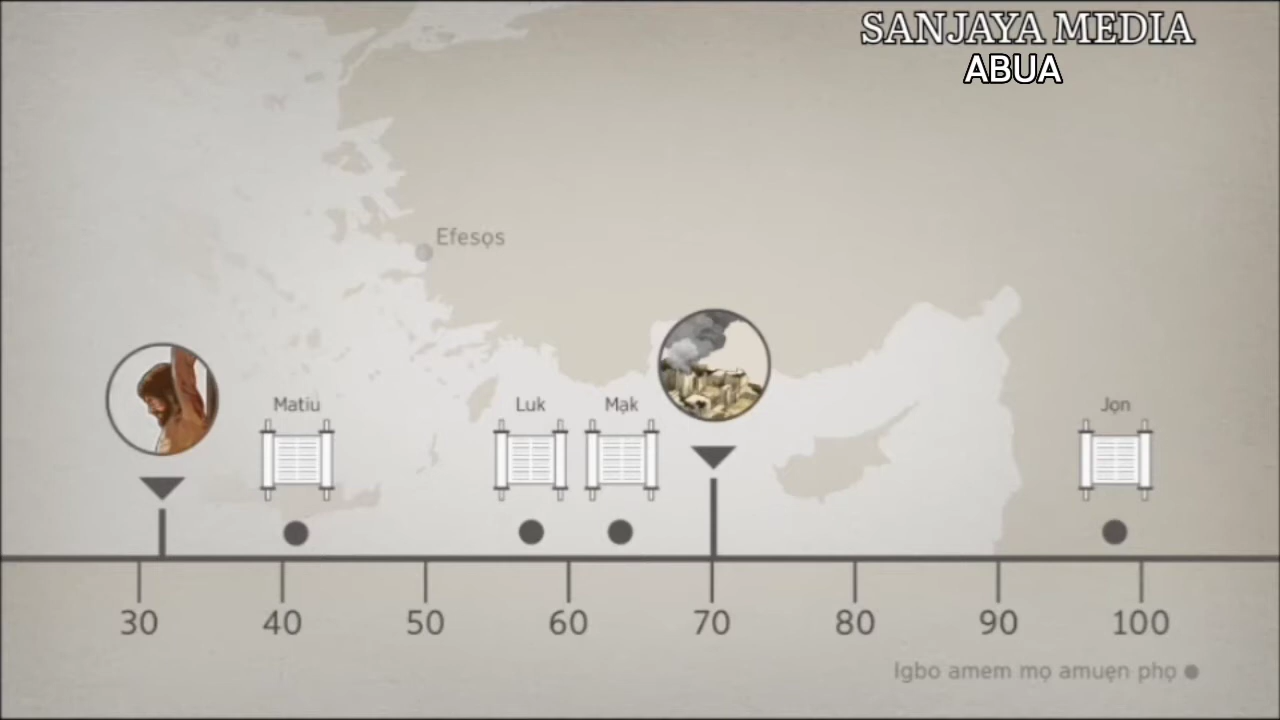 SANJAYA MEDIA
ABUA
Efesọs
Matiu
Luk
Mạk
Jọn
30 40 50 60 70 80 90 100
Igbo amem mọ amuẹn phọ